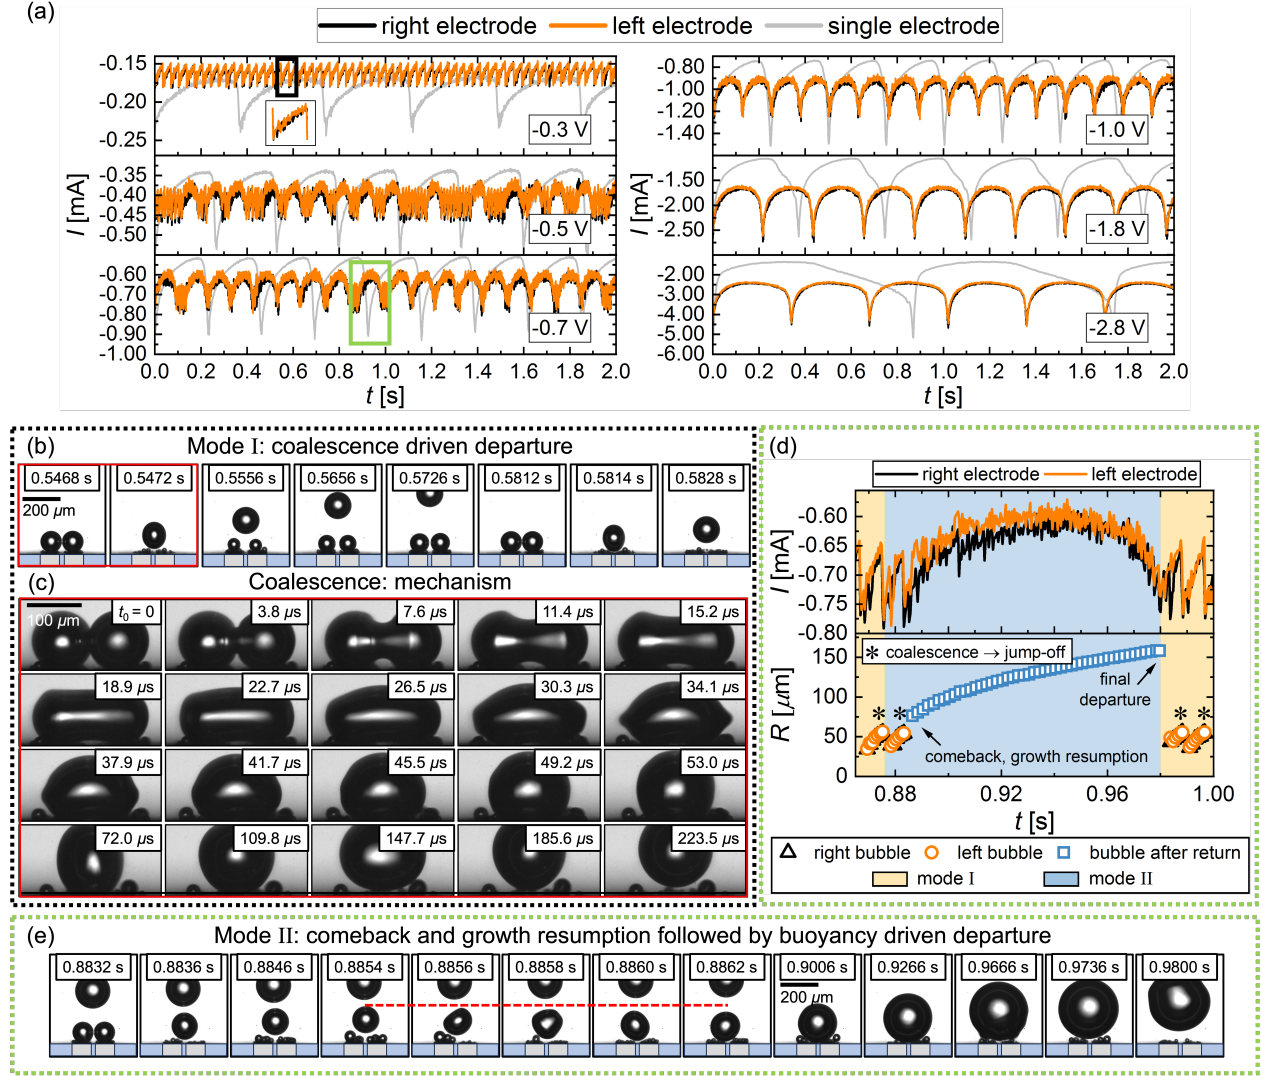 (a)
right electrode left electrode single electrode
-0.15
-0.20
-0.25
-0.3 V
-0.35
-0.40
-0.45
-0.50
-0.5 V
-0.60
-0.70
-0.80
-0.90
-1.00
-0.7 V
I [mA]
0.0 0.2 0.4 0.6 0.8 1.0 1.2 1.4 1.6 1.8 2.0
t [s]
-0.80
-1.00
-1.20
-1.40
-1.0 V
-1.50
-2.00
-2.50
-1.8 V
-2.00
-3.00
-4.00
-5.00
-6.00
-2.8 V
I [mA]
0.0 0.2 0.4 0.6 0.8 1.0 1.2 1.4 1.6 1.8 2.0
t [s]
(b) Mode I: coalescence driven departure
0.5468 s 0.5472 s 0.5556 s 0.5656 s 0.5726 s 0.5812 s 0.5814 s 0.5828 s
200 µm
(c) Coalescence: mechanism
100 µm
t0 = 0 3.8 µs 7.6 µs 11.4 µs 15.2 µs
18.9 µs 22.7 µs 26.5 µs 30.3 µs 34.1 µs
37.9 µs 41.7 µs 45.5 µs 49.2 µs 53.0 µs
72.0 µs 109.8 µs 147.7 µs 185.6 µs 223.5 µs
(d)
right electrode left electrode
-0.60
-0.65
-0.70
-0.75
-0.80
I [mA]
* coalescence → jump-off
150
100
50
0
R [µm]
* * * *
final
departure
comeback, growth resumption
0.88 0.92 0.96 1.00
t [s]
right bubble left bubble bubble after return
mode I mode II
(e) Mode II: comeback and growth resumption followed by buoyancy driven departure
0.8832 s 0.8836 s 0.8846 s 0.8854 s 0.8856 s 0.8858 s 0.8860 s 0.8862 s 0.9006 s 0.9266 s 0.9666 s 0.9736 s 0.9800 s
200 µm